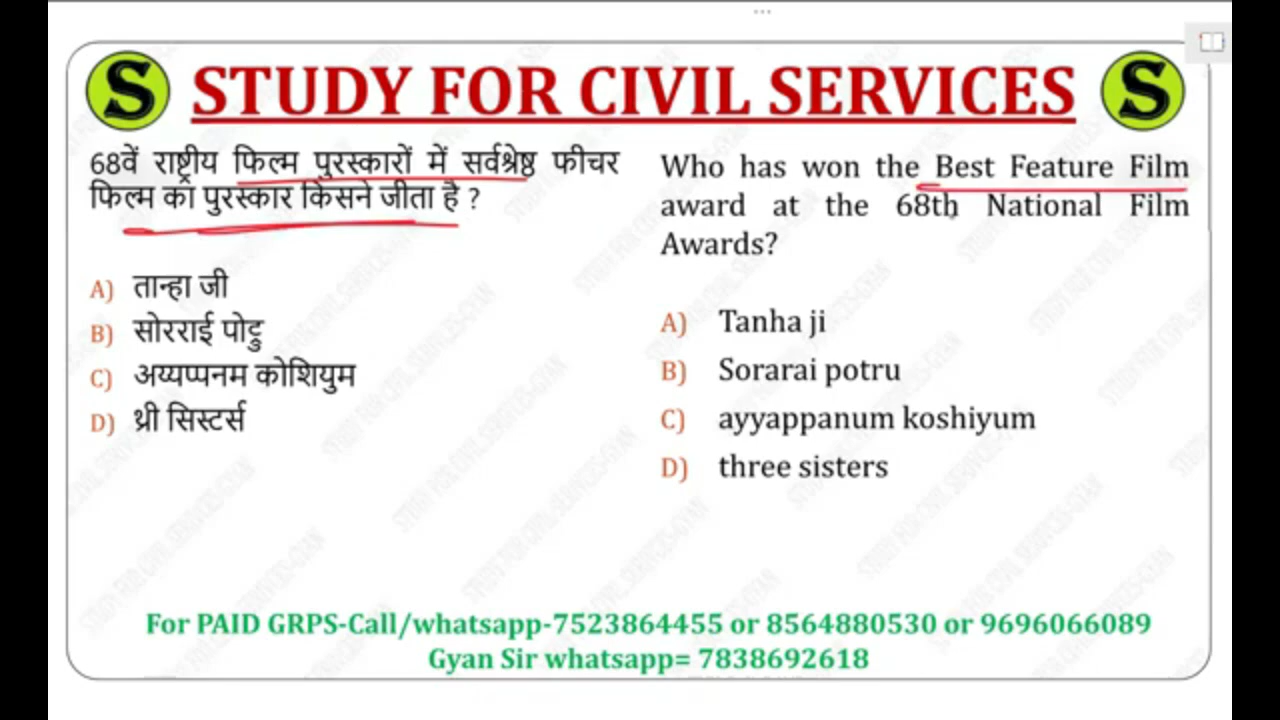 S STUDY FOR CIVIL SERVICES S
68वें राष्ट्रीय फिल्म पुरस्कारों में सर्वश्रेष्ठ फीचर
फिल्म का पुरस्कार किसने जीता है ?
A) तान्हा जी
B) सोरराई पोट्रु
C) अय्यप्पनम कोशियुम
D) थ्री सिस्टर्स
Who has won the Best Feature Film
award at the 68th National Film
Awards?
A) Tanha ji
B) Sorarai potru
C) ayyappanum koshiyum
D) three sisters
For PAID GRPS-Call/whatsapp-7523864455 or 8564880530 or 9696066089
Gyan Sir whatsapp= 7838692618